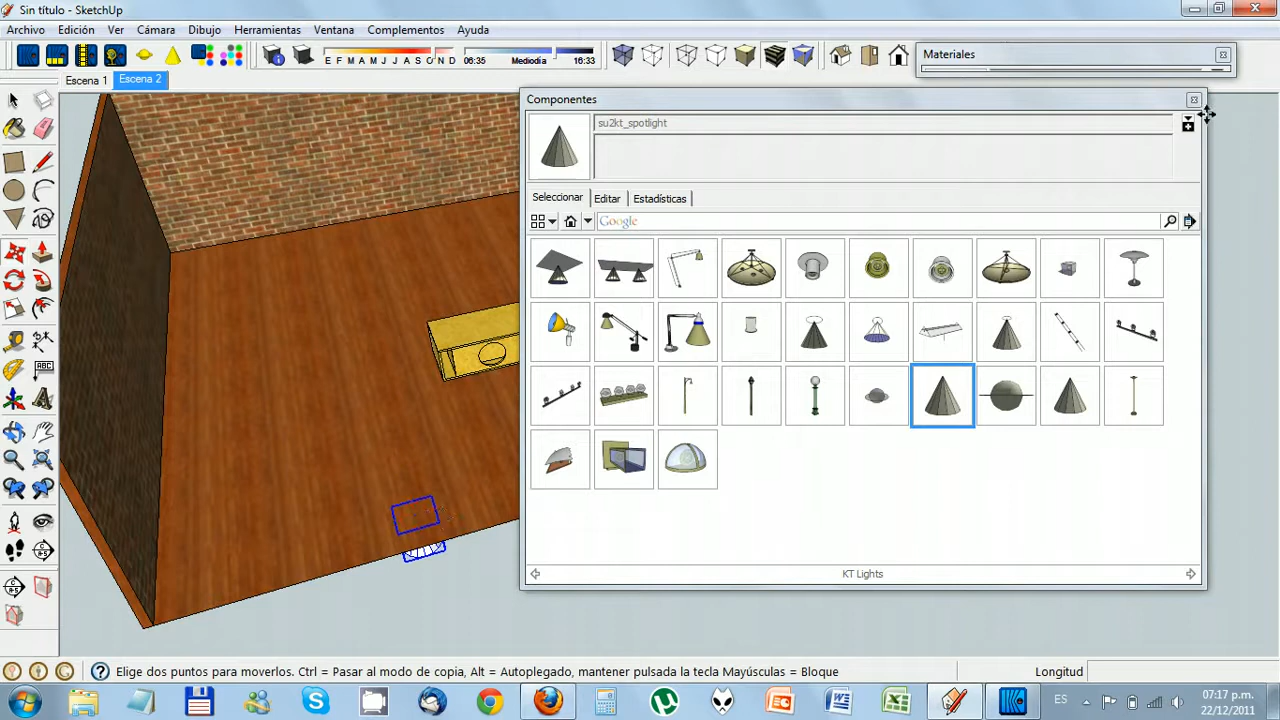 Sin título - SketchUp
Archivo Edición Ver Cámara Dibujo Herramientas Ventana Complementos Ayuda
E F M A M J J A S O N D 06:35 Mediodía 16:33
Materiales
Escena 1 Escena 2
Componentes
su2kt_spotlight
Seleccionar Editar Estadísticas
Google
KT Lights
Elige dos puntos para moverlos. Ctrl = Pasar al modo de copia, Alt = Autoplegado, mantener pulsada la tecla Mayúsculas = Bloque
Longitud
ES
07:17 p.m.
22/12/2011